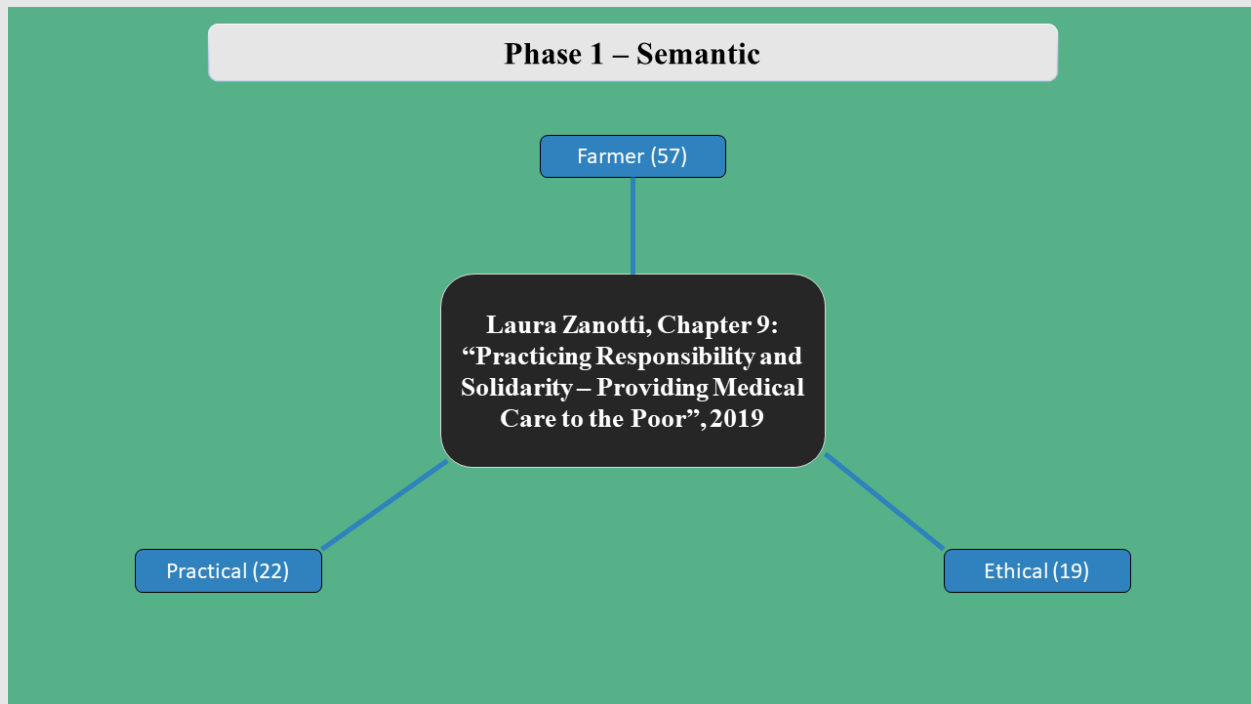 Phase 1 – Semantic
Farmer (57)
Laura Zanotti, Chapter 9:
“Practicing Responsibility and
Solidarity – Providing Medical
Care to the Poor”, 2019
Practical (22)
Ethical (19)